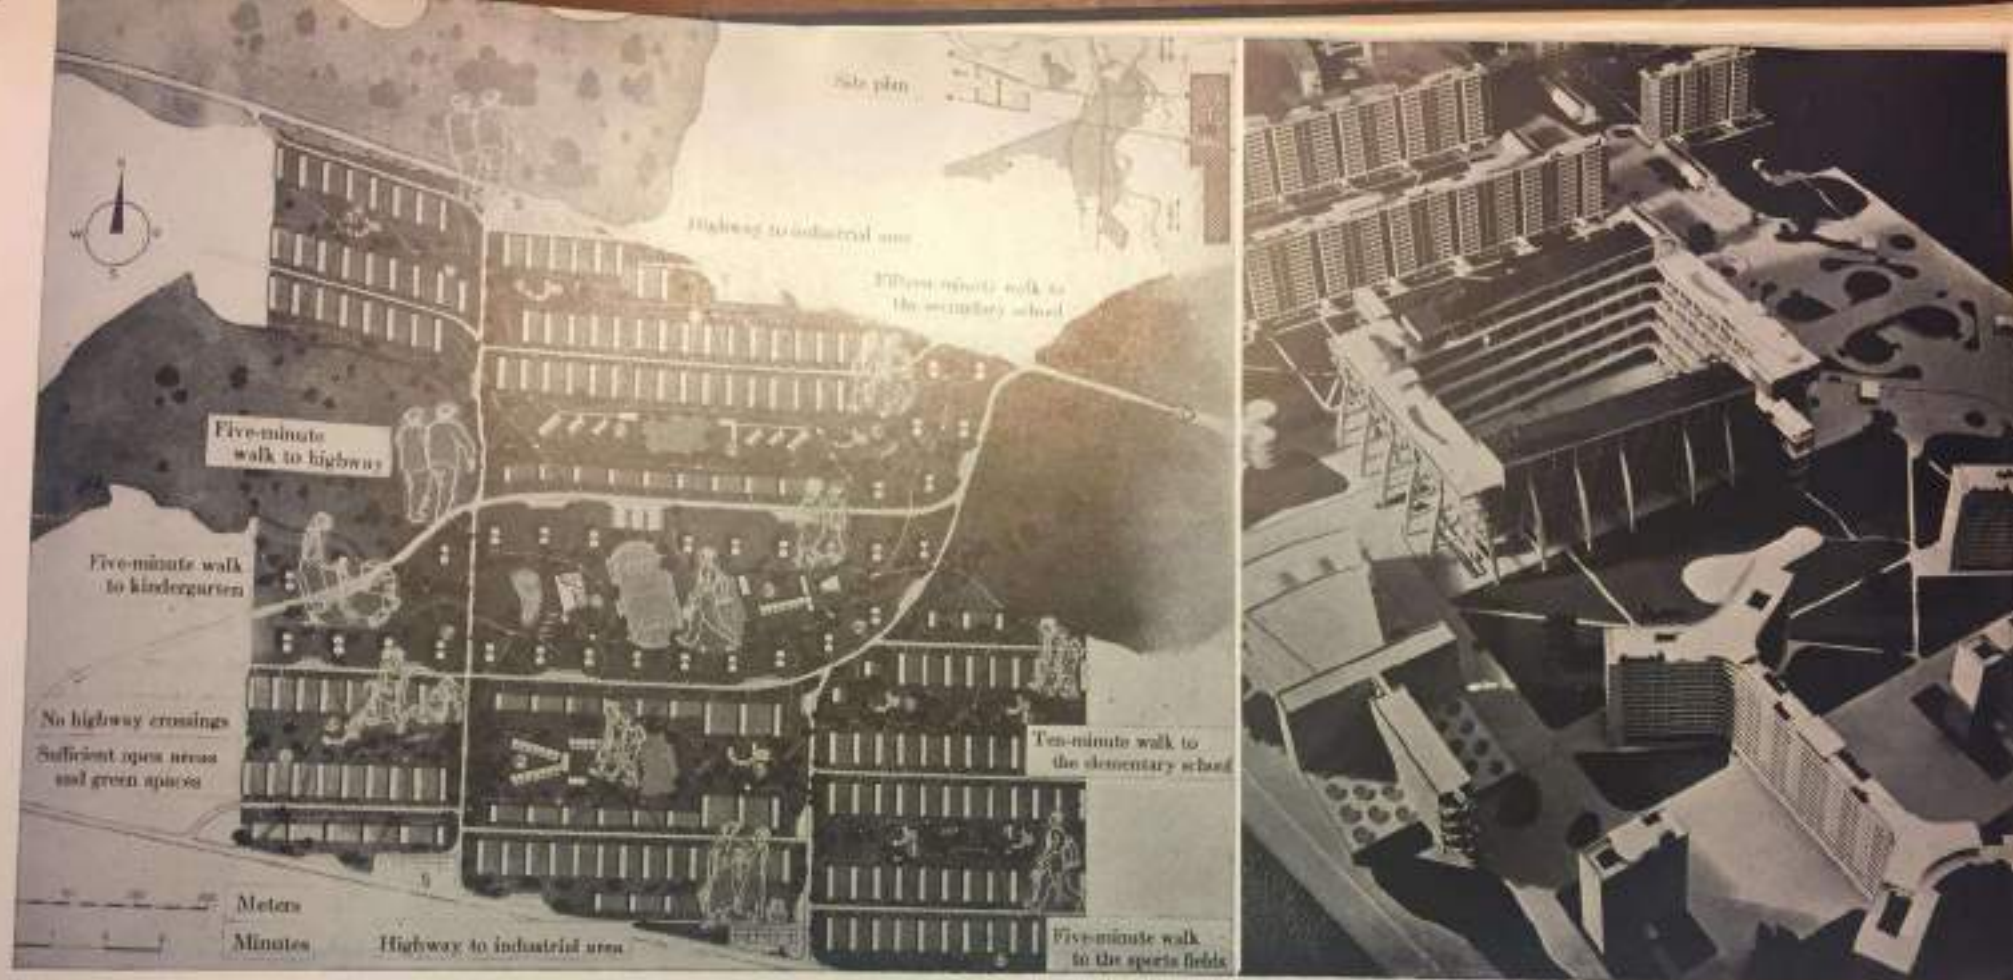 Site plan
Highway to industrial area
Fifteen-minute walk to
the secondary school
Five-minute
walk to highway
Five-minute walk
to kindergarten
No highway crossings
Sufficient open areas
and green spaces
Ten-minute walk to
the elementary school
Meters
Minutes
Highway to industrial area
Five-minute walk
to the sports fields
W
S